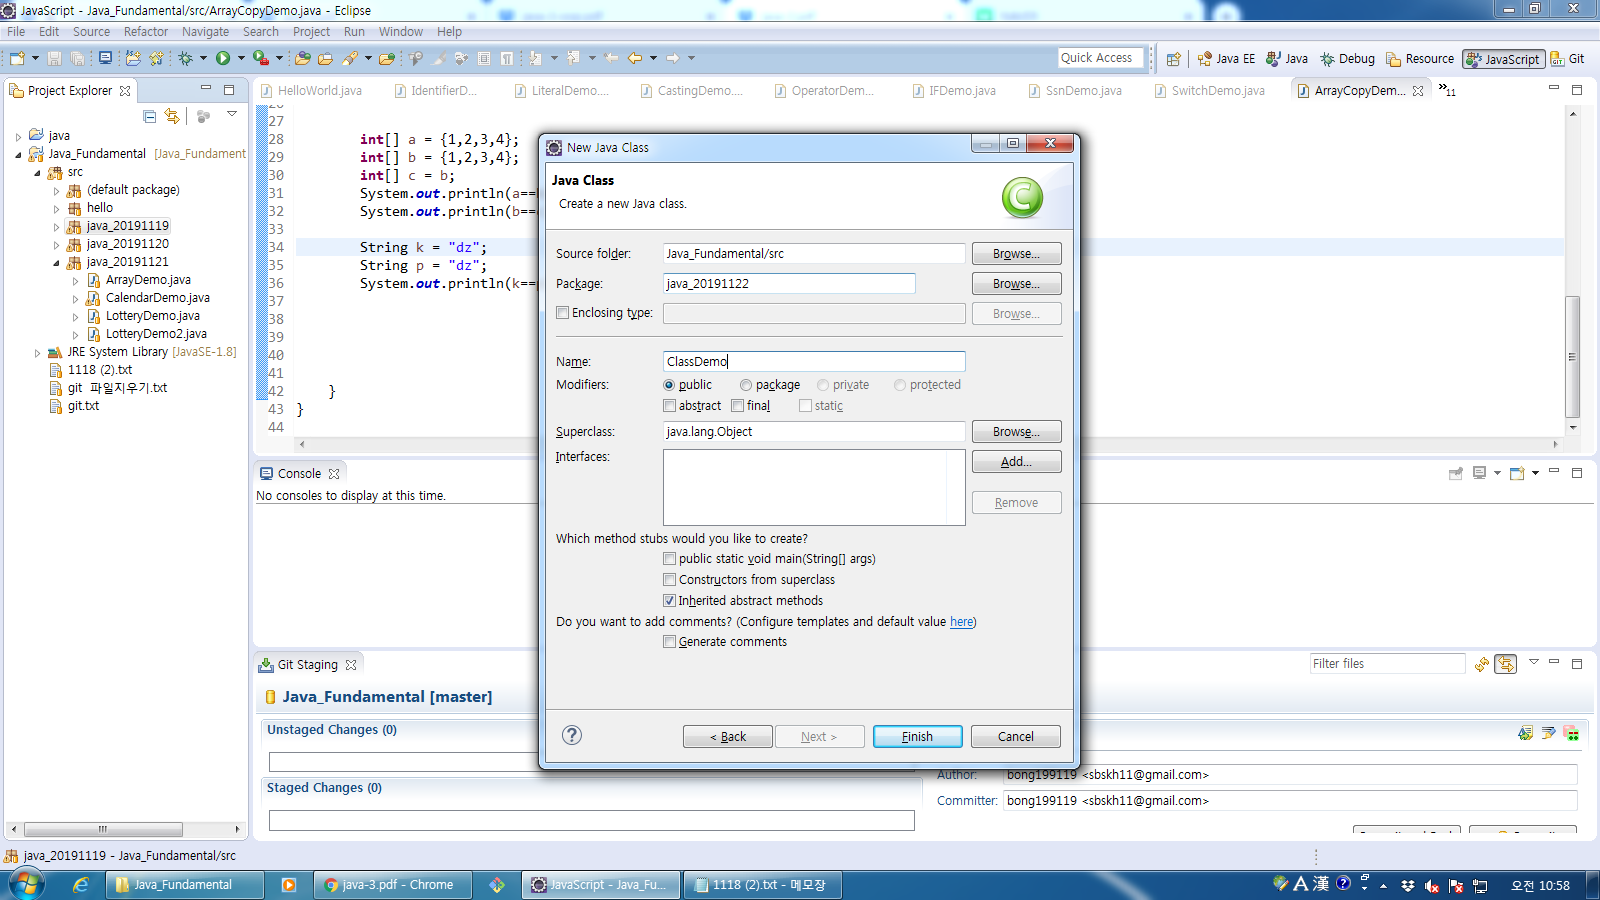 JavaScript - Java_Fundamental/src/ArrayCopyDemo.java - Eclipse
File Edit Source Refactor Navigate Search Project Run Window Help
Quick Access
Java EE Java Debug Resource JavaScript Git
Project Explorer
java
Java_Fundamental [Java_Fundament
src
(default package)
hello
java_20191119
java_20191120
java_20191121
ArrayDemo.java
CalendarDemo.java
LotteryDemo.java
LotteryDemo2.java
JRE System Library [JavaSE-1.8]
1118 (2).txt
git 파일지우기.txt
git.txt
HelloWorld.java IdentifierD... LiteralDemo.... CastingDemo.... OperatorDem... IFDemo.java SsnDemo.java SwitchDemo.java ArrayCopyDem... »11
27
28 int[] a = {1,2,3,4};
29 int[] b = {1,2,3,4};
30 int[] c = b;
31 System.out.println(a==
32 System.out.println(b==
33
34 String k = "dz";
35 String p = "dz";
36 System.out.println(k==
37
38
39
40
41
42 }
43 }
44
New Java Class
Java Class
Create a new Java class.
Source folder: Java_Fundamental/src Browse...
Package: java_20191122 Browse...
Enclosing type: Browse...
Name: ClassDemo
Modifiers: public package private protected
abstract final static
Superclass: java.lang.Object Browse...
Interfaces: Add...
Remove
Which method stubs would you like to create?
public static void main(String[] args)
Constructors from superclass
Inherited abstract methods
Do you want to add comments? (Configure templates and default value here)
Generate comments
< Back Next > Finish Cancel
Console
No consoles to display at this time.
Git Staging
Filter files
Java_Fundamental [master]
Unstaged Changes (0)
Staged Changes (0)
Author: bong199119 <sbskh11@gmail.com>
Committer: bong199119 <sbskh11@gmail.com>
java_20191119 - Java_Fundamental/src
Java_Fundamental
java-3.pdf - Chrome
JavaScript - Java_Fu...
1118 (2).txt - 메모장
A 漢
오전 10:58